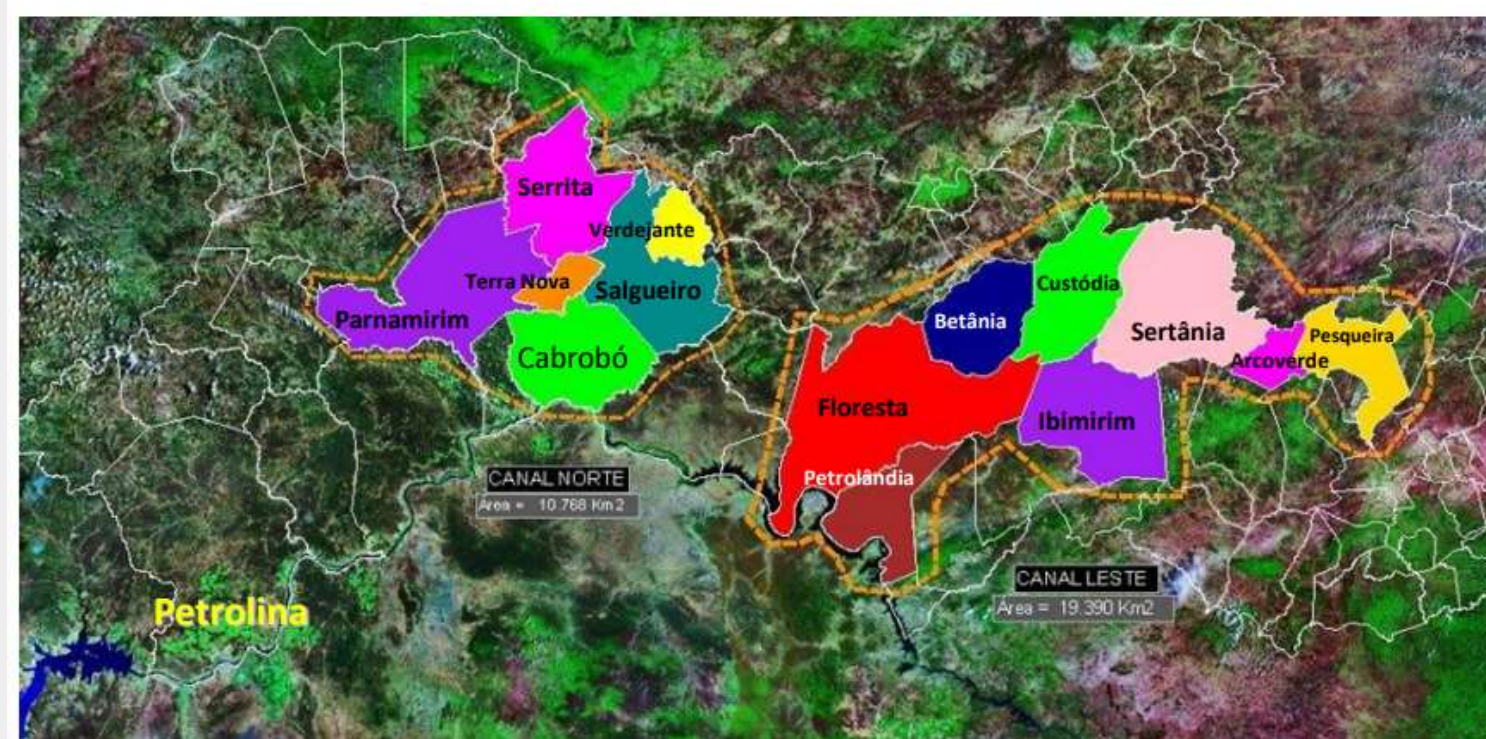 Serrita
Verdejante
Terra Nova
Salgueiro
Parnamirim
Cabrobó
CANAL NORTE
Area = 10.768 Km2
Custódia
Betânia
Sertânia
Pesqueira
Arcoverde
Floresta
Ibimirim
Petrolândia
CANAL LESTE
Area = 19.390 Km2
Petrolina